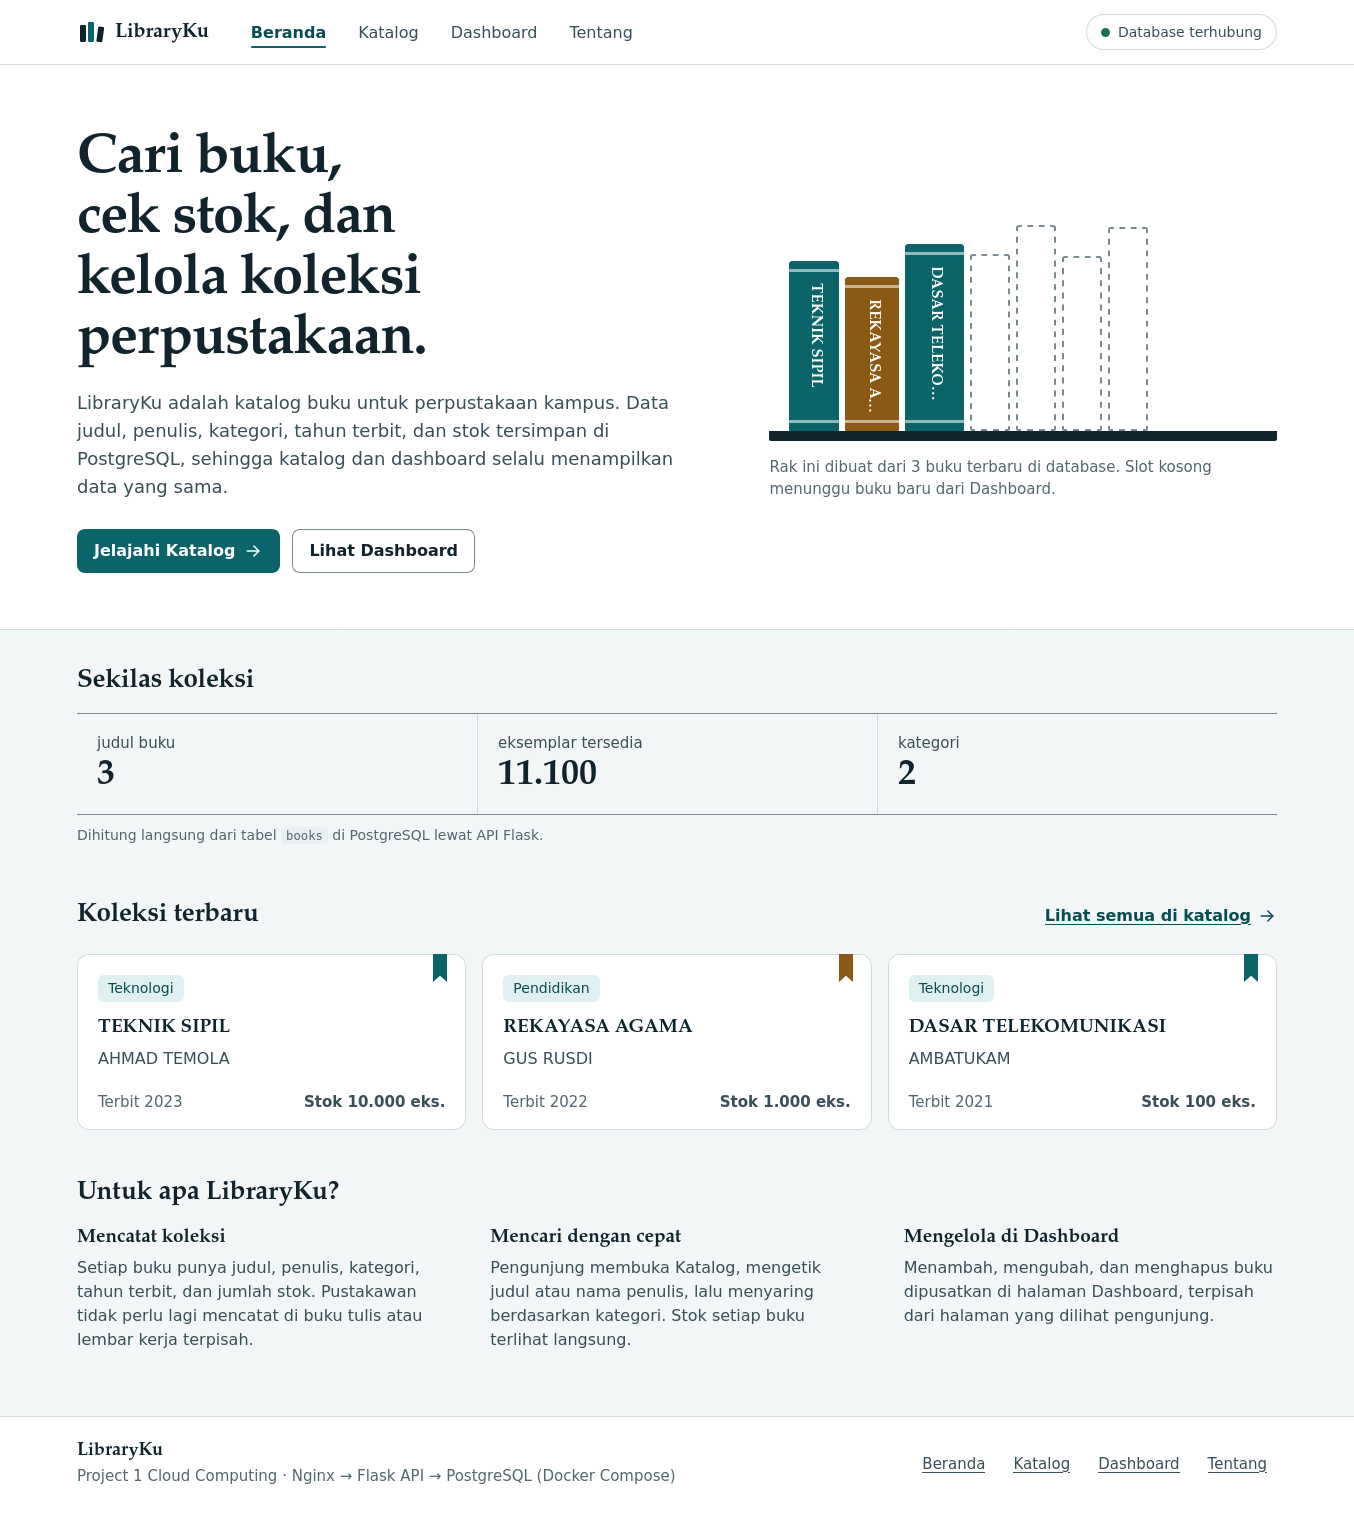 LibraryKu
Beranda
Katalog
Dashboard
Tentang
Database terhubung
Cari buku,
cek stok, dan
kelola koleksi
perpustakaan.
LibraryKu adalah katalog buku untuk perpustakaan kampus. Data
judul, penulis, kategori, tahun terbit, dan stok tersimpan di
PostgreSQL, sehingga katalog dan dashboard selalu menampilkan
data yang sama.
Jelajahi Katalog →
Lihat Dashboard
TEKNIK SIPIL
REKAYASA A...
DASAR TELEKO...
Rak ini dibuat dari 3 buku terbaru di database. Slot kosong
menunggu buku baru dari Dashboard.
Sekilas koleksi
judul buku
3
eksemplar tersedia
11.100
kategori
2
Dihitung langsung dari tabel books di PostgreSQL lewat API Flask.
Koleksi terbaru
Lihat semua di katalog →
Teknologi
TEKNIK SIPIL
AHMAD TEMOLA
Terbit 2023
Stok 10.000 eks.
Pendidikan
REKAYASA AGAMA
GUS RUSDI
Terbit 2022
Stok 1.000 eks.
Teknologi
DASAR TELEKOMUNIKASI
AMBATUKAM
Terbit 2021
Stok 100 eks.
Untuk apa LibraryKu?
Mencatat koleksi
Setiap buku punya judul, penulis, kategori,
tahun terbit, dan jumlah stok. Pustakawan
tidak perlu lagi mencatat di buku tulis atau
lembar kerja terpisah.
Mencari dengan cepat
Pengunjung membuka Katalog, mengetik
judul atau nama penulis, lalu menyaring
berdasarkan kategori. Stok setiap buku
terlihat langsung.
Mengelola di Dashboard
Menambah, mengubah, dan menghapus buku
dipusatkan di halaman Dashboard, terpisah
dari halaman yang dilihat pengunjung.
LibraryKu
Project 1 Cloud Computing · Nginx → Flask API → PostgreSQL (Docker Compose)
Beranda
Katalog
Dashboard
Tentang